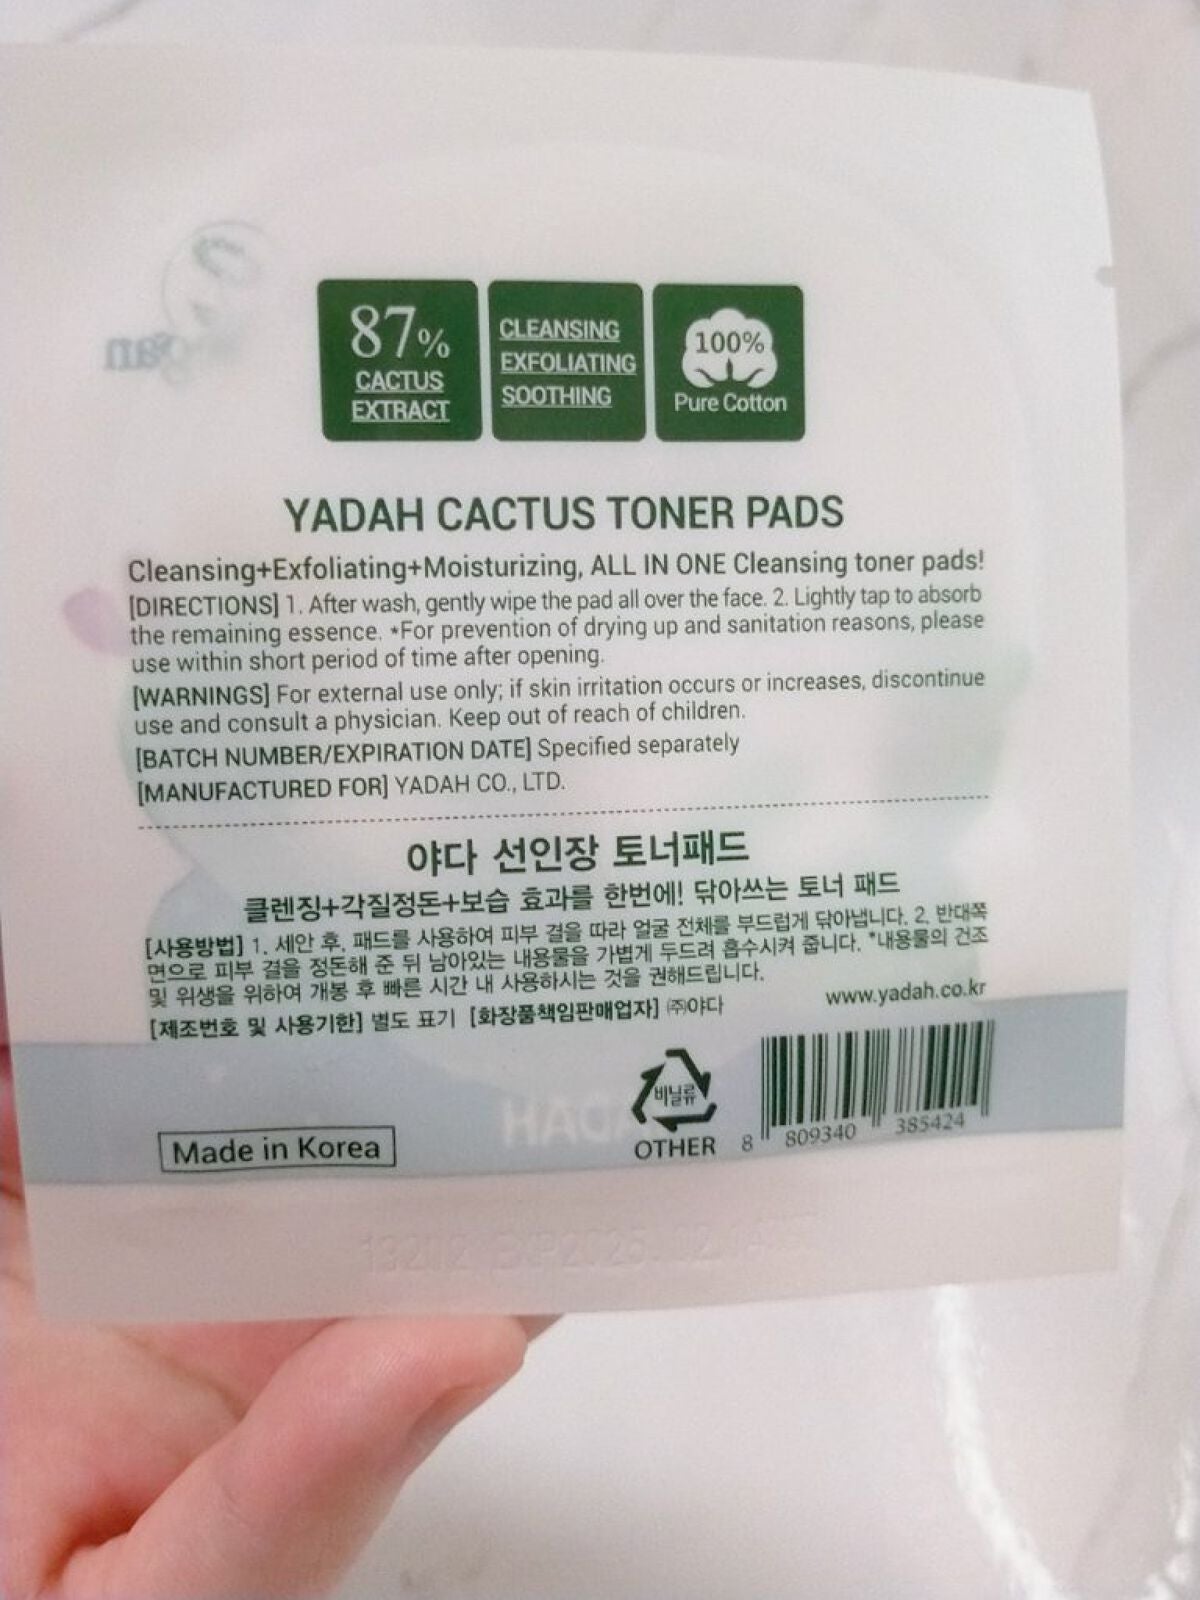 87%
CACTUS
EXTRACT
CLEANSING
EXFOLIATING
SOOTHING
100%
Pure Cotton
YADAH CACTUS TONER PADS
Cleansing+Exfoliating+Moisturizing, ALL IN ONE Cleansing toner pads!
[DIRECTIONS] 1. After wash, gently wipe the pad all over the face. 2. Lightly tap to absorb
the remaining essence. *For prevention of drying up and sanitation reasons, please
use within short period of time after opening.
[WARNINGS] For external use only; if skin irritation occurs or increases, discontinue
use and consult a physician. Keep out of reach of children.
[BATCH NUMBER/EXPIRATION DATE] Specified separately
[MANUFACTURED FOR] YADAH CO., LTD.
야다 선인장 토너패드
클렌징+각질정돈+보습 효과를 한번에! 닦아쓰는 토너 패드
[사용방법] 1. 세안 후, 패드를 사용하여 피부 결을 따라 얼굴 전체를 부드럽게 닦아냅니다. 2. 반대쪽
면으로 피부 결을 정돈해 준 뒤 남아있는 내용물을 가볍게 두드려 흡수시켜 줍니다. *내용물의 건조
및 위생을 위하여 개봉 후 빠른 시간 내 사용하시는 것을 권해드립니다.
[제조번호 및 사용기한] 별도 표기 [화장품책임판매업자] ㈜야다
www.yadah.co.kr
비닐류
OTHER
8 809340 385424
Made in Korea